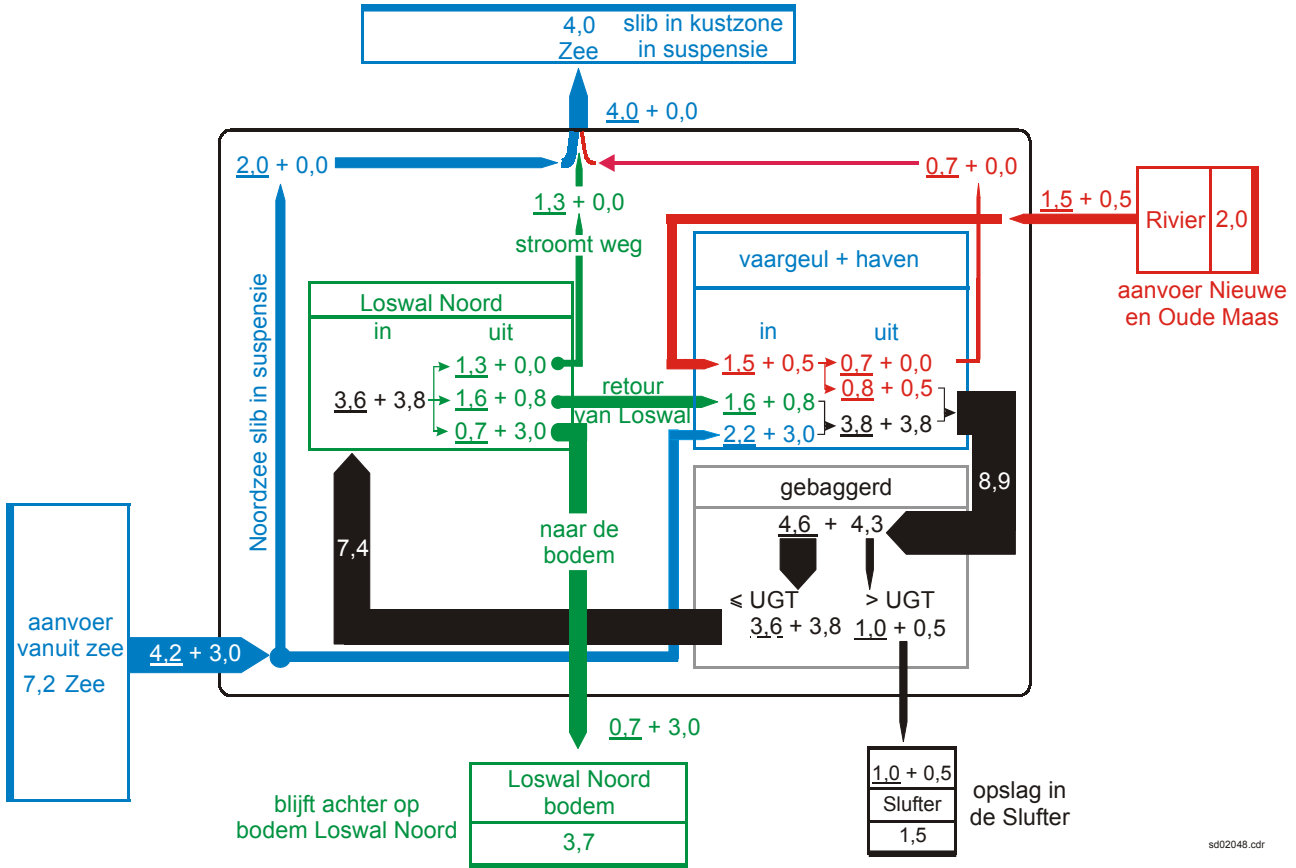 4,0 slib in kustzone
Zee in suspensie
4,0 + 0,0
2,0 + 0,0
0,7 + 0,0
1,3 + 0,0
stroomt weg
1,5 + 0,5
Rivier 2,0
aanvoer Nieuwe
en Oude Maas
Noordzee slib in suspensie
Loswal Noord
in uit
1,3 + 0,0
3,6 + 3,8
1,6 + 0,8
0,7 + 3,0
retour
van Loswal
vaargeul + haven
in uit
1,5 + 0,5
0,7 + 0,0
0,8 + 0,5
1,6 + 0,8
3,8 + 3,8
2,2 + 3,0
8,9
gebaggerd
4,6 + 4,3
≤ UGT > UGT
3,6 + 3,8 1,0 + 0,5
7,4
naar de
bodem
aanvoer
vanuit zee
7,2 Zee
4,2 + 3,0
0,7 + 3,0
blijft achter op
bodem Loswal Noord
Loswal Noord
bodem
3,7
1,0 + 0,5
Slufter
1,5
opslag in
de Slufter
sd02048.cdr